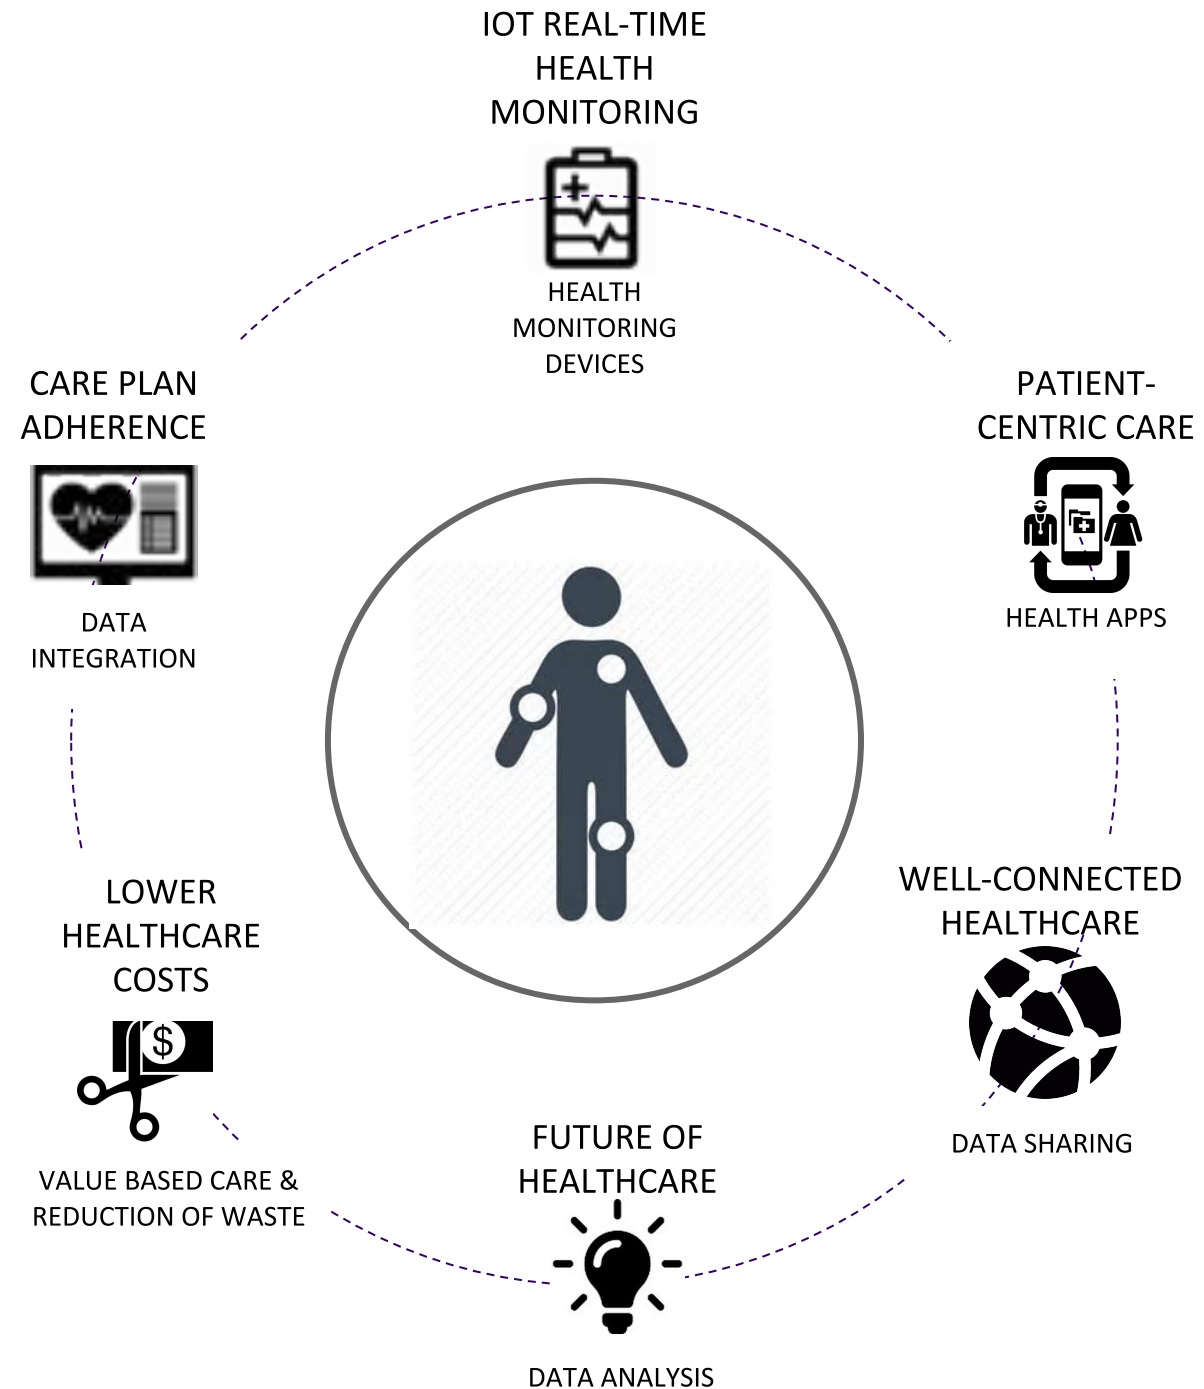 IOT REAL-TIME
HEALTH
MONITORING
HEALTH
MONITORING
DEVICES
CARE PLAN
ADHERENCE
DATA
INTEGRATION
PATIENT-
CENTRIC CARE
HEALTH APPS
LOWER
HEALTHCARE
COSTS
$
VALUE BASED CARE &
REDUCTION OF WASTE
WELL-CONNECTED
HEALTHCARE
DATA SHARING
FUTURE OF
HEALTHCARE
DATA ANALYSIS